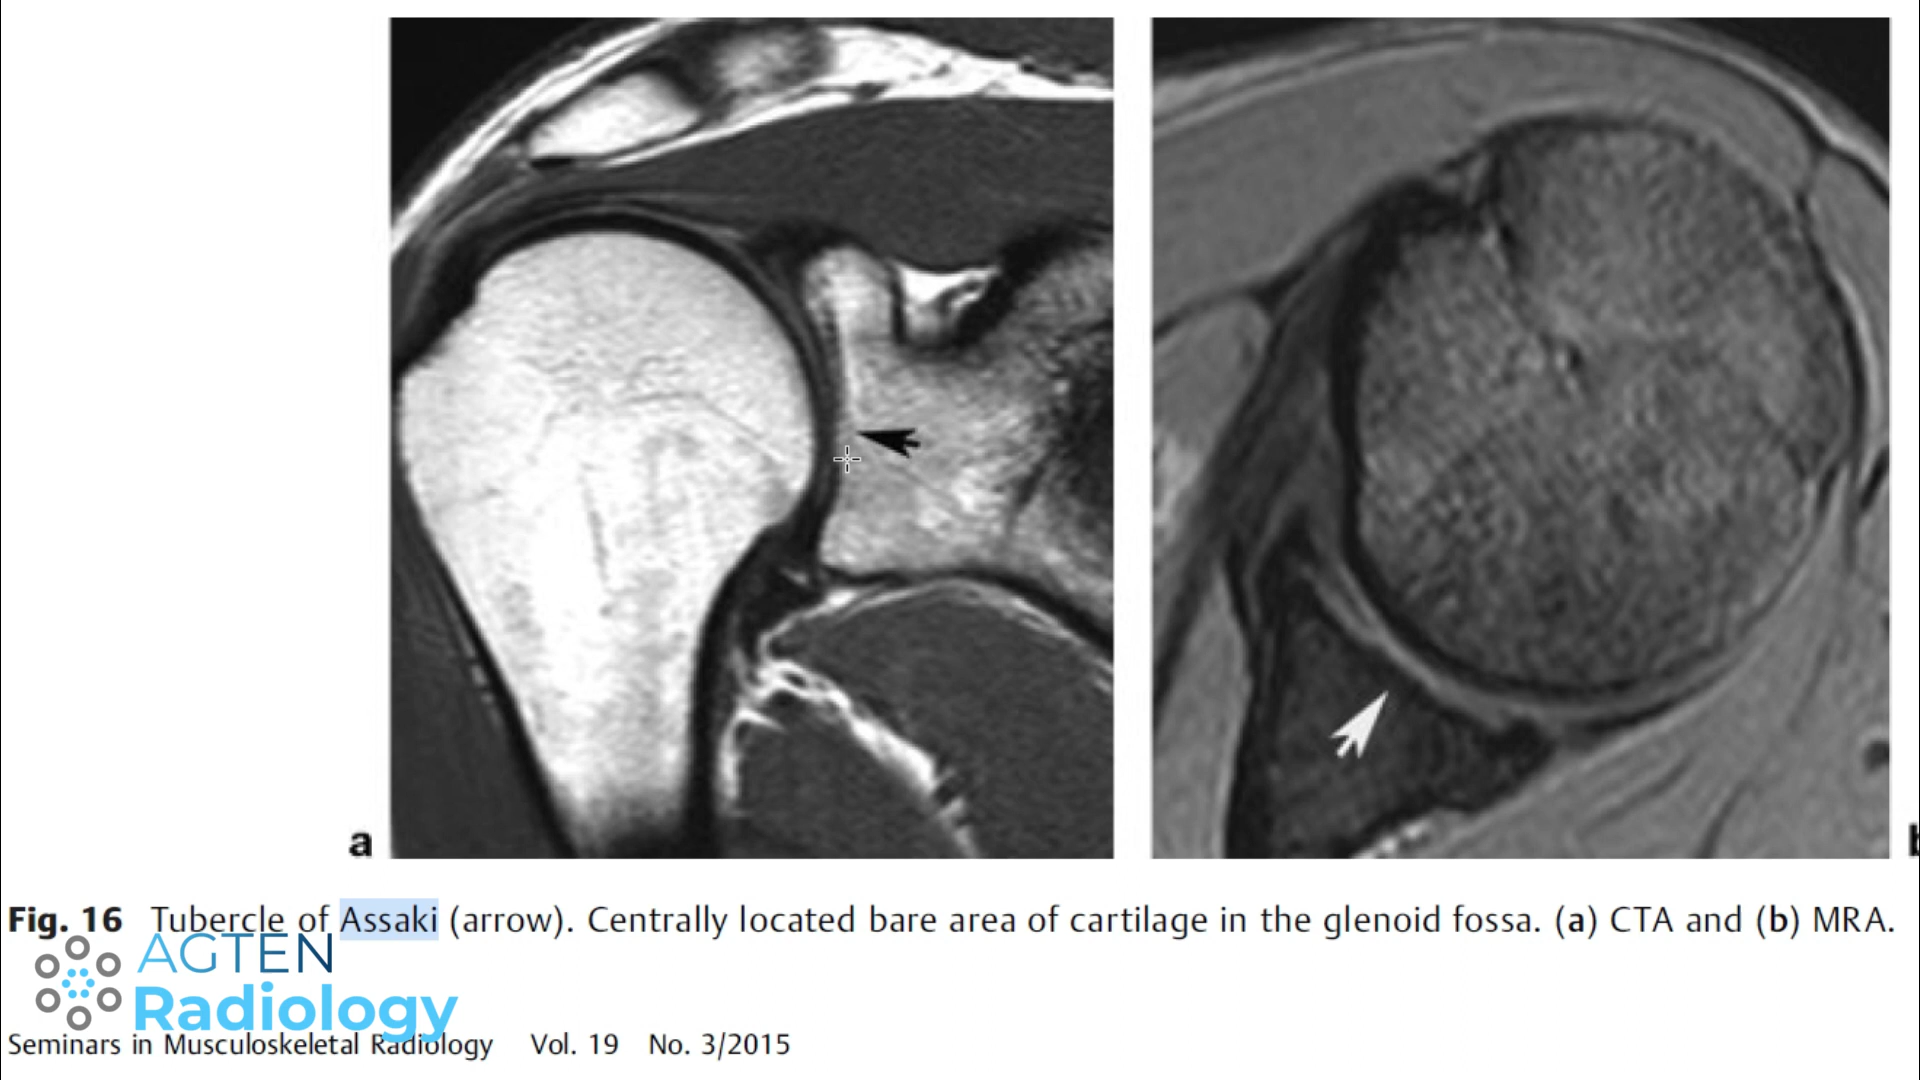 a
b
Fig. 16 Tubercle of Assaki (arrow). Centrally located bare area of cartilage in the glenoid fossa. (a) CTA and (b) MRA.
AGTEN
Radiology
Seminars in Musculoskeletal Radiology Vol. 19 No. 3/2015